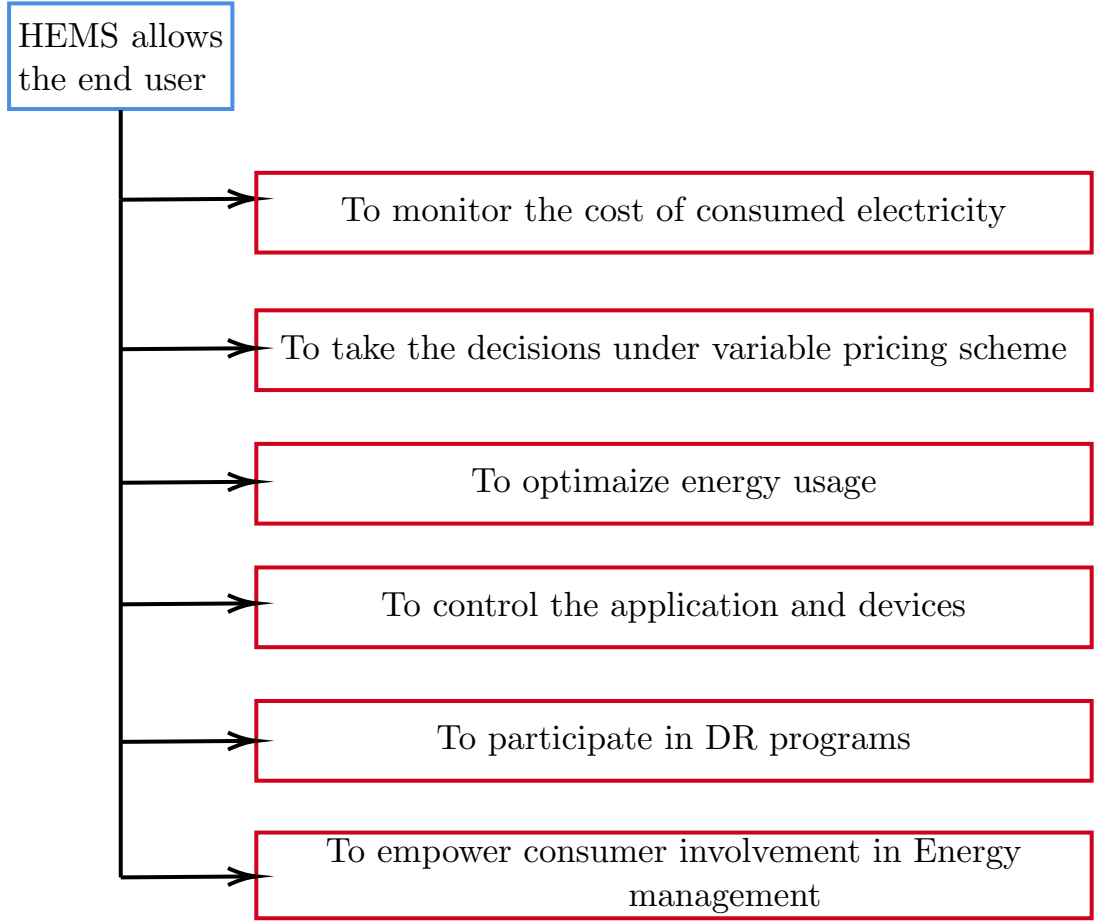 HEMS allows
the end user
To monitor the cost of consumed electricity
To take the decisions under variable pricing scheme
To optimaize energy usage
To control the application and devices
To participate in DR programs
To empower consumer involvement in Energy
management